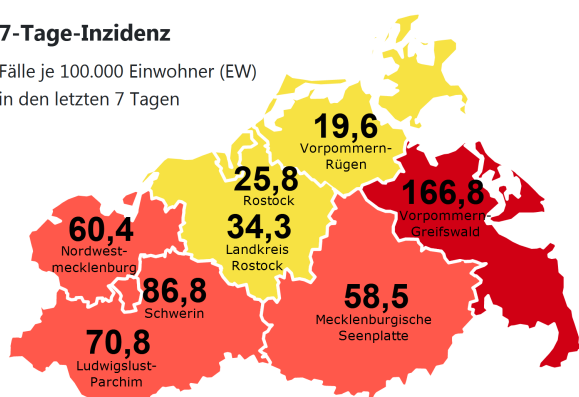 7-Tage-Inzidenz
Fälle je 100.000 Einwohner (EW)
in den letzten 7 Tagen
19,6
Vorpommern-
Rügen
25,8
Rostock
166,8
Vorpommern-
Greifswald
34,3
Landkreis
Rostock
60,4
Nordwest-
mecklenburg
86,8
Schwerin
58,5
Mecklenburgische
Seenplatte
70,8
Ludwigslust-
Parchim